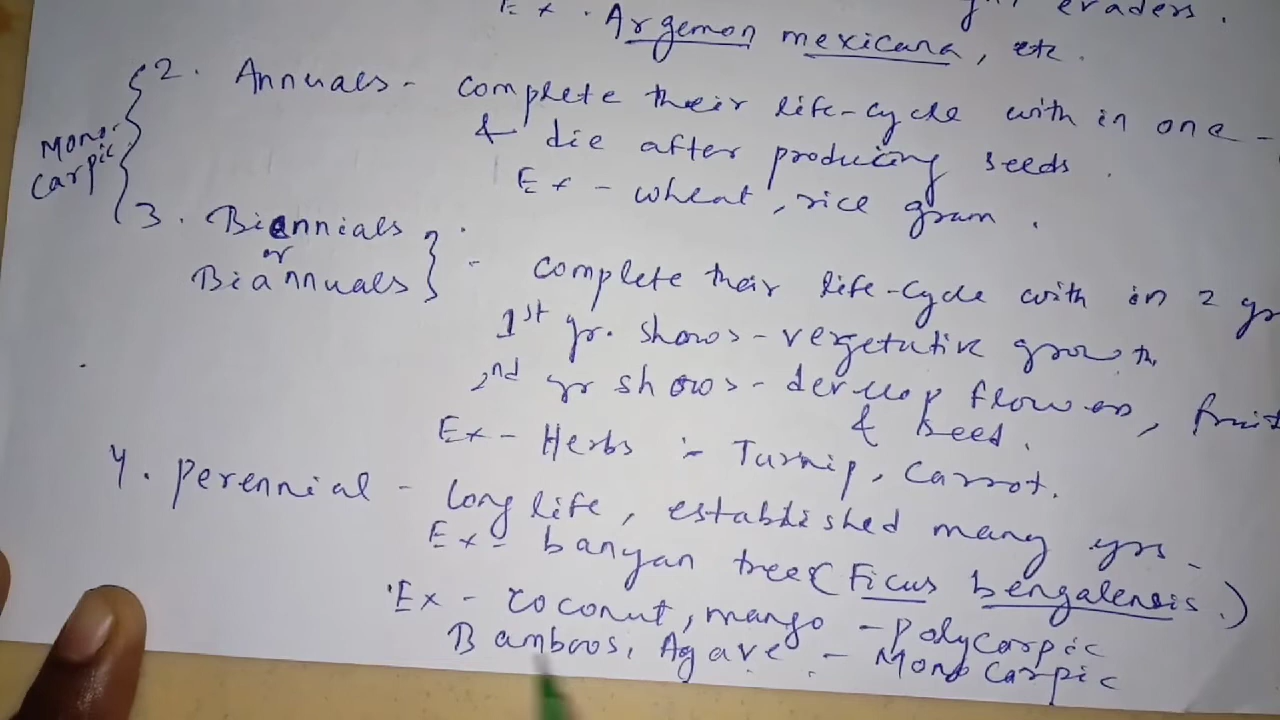 evaders.
Ex. Argemon mexicana, etc.
2. Annuals - complete their life-cycle with in one -
& die after producing seeds.
Mono-
carpic
Ex - wheat, rice gram.
3. Biennials
or
Biannuals } - complete their life-cycle with in 2 yr
1st yr. shows - vergetative growth
2nd yr shows - develop flowers, fruit
& seed.
Ex - Herbs :- Turnip, Carrot.
4. Perennial - long life, established many yrs -
Ex - banyan tree (Ficus bengalensis.)
Ex - coconut, mango - Polycarpic
Bamboos, Agave - Mono carpic